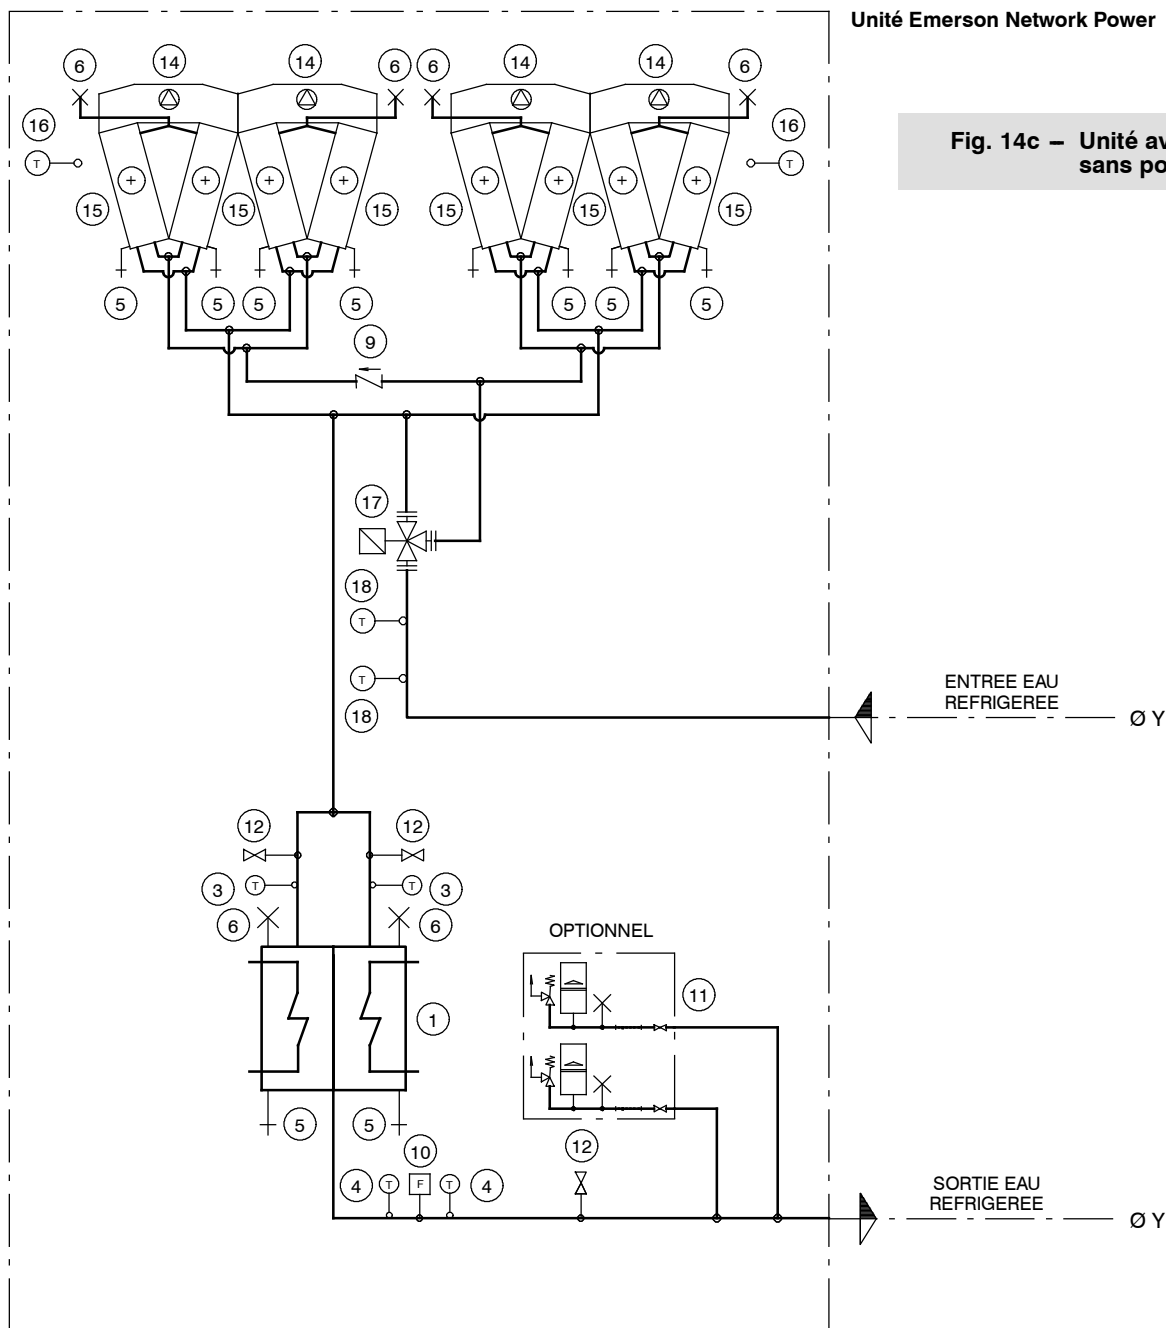 Unité Emerson Network Power
6 14 14 6 6 14 14 6
16 16
Fig. 14c – Unité av
sans po
T T
+ + + + + + + +
15 15 15 15 15 15
5 5 5 5 5 5 5
9
17
18
T
T
18
ENTREE EAU
REFRIGEREE
Ø Y
12 12
3 T T 3
6 6
OPTIONNEL
11
1
5 5
12
10
4 T F T 4
SORTIE EAU
REFRIGEREE
Ø Y